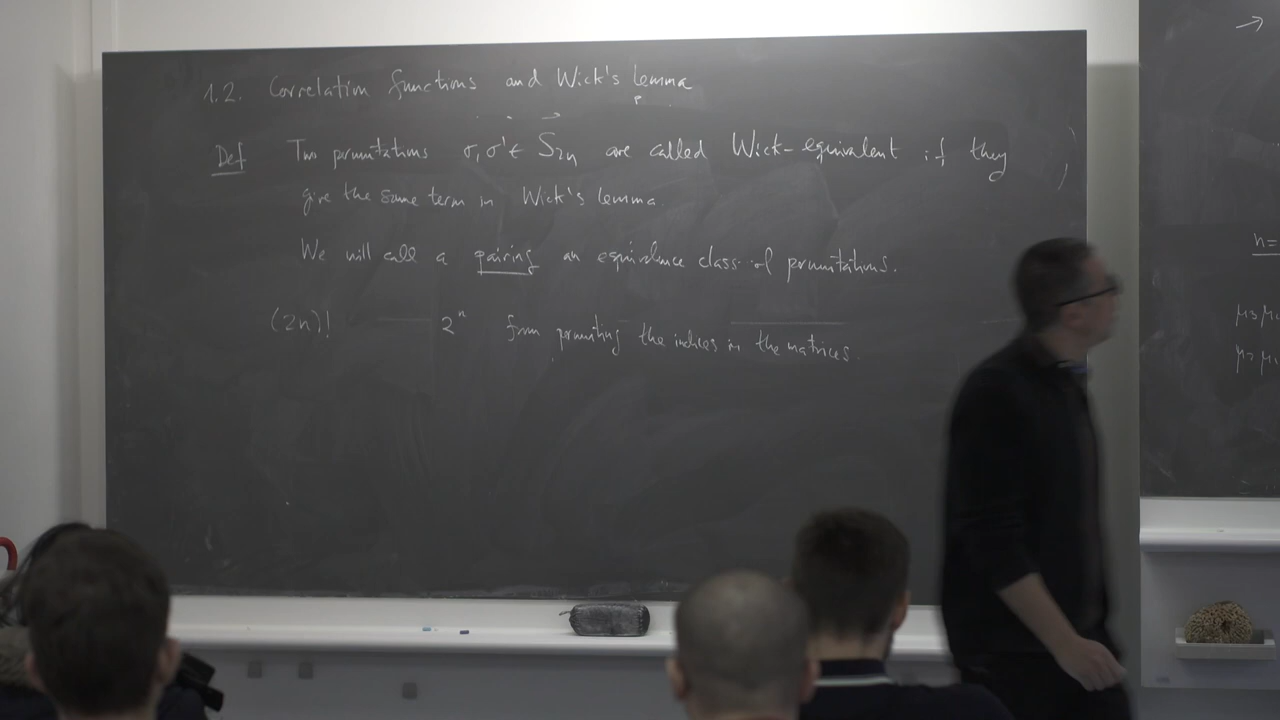 1.2. Correlation functions and Wick's lemma
Def Two permutations σ, σ' ∈ S₂ₙ are called Wick-equivalent if they
give the same term in Wick's lemma.
We will call a pairing an equivalence class of permutations.
(2n)! 2ⁿ from permuting the indices in the matrices.
→
n=
μ₃μ